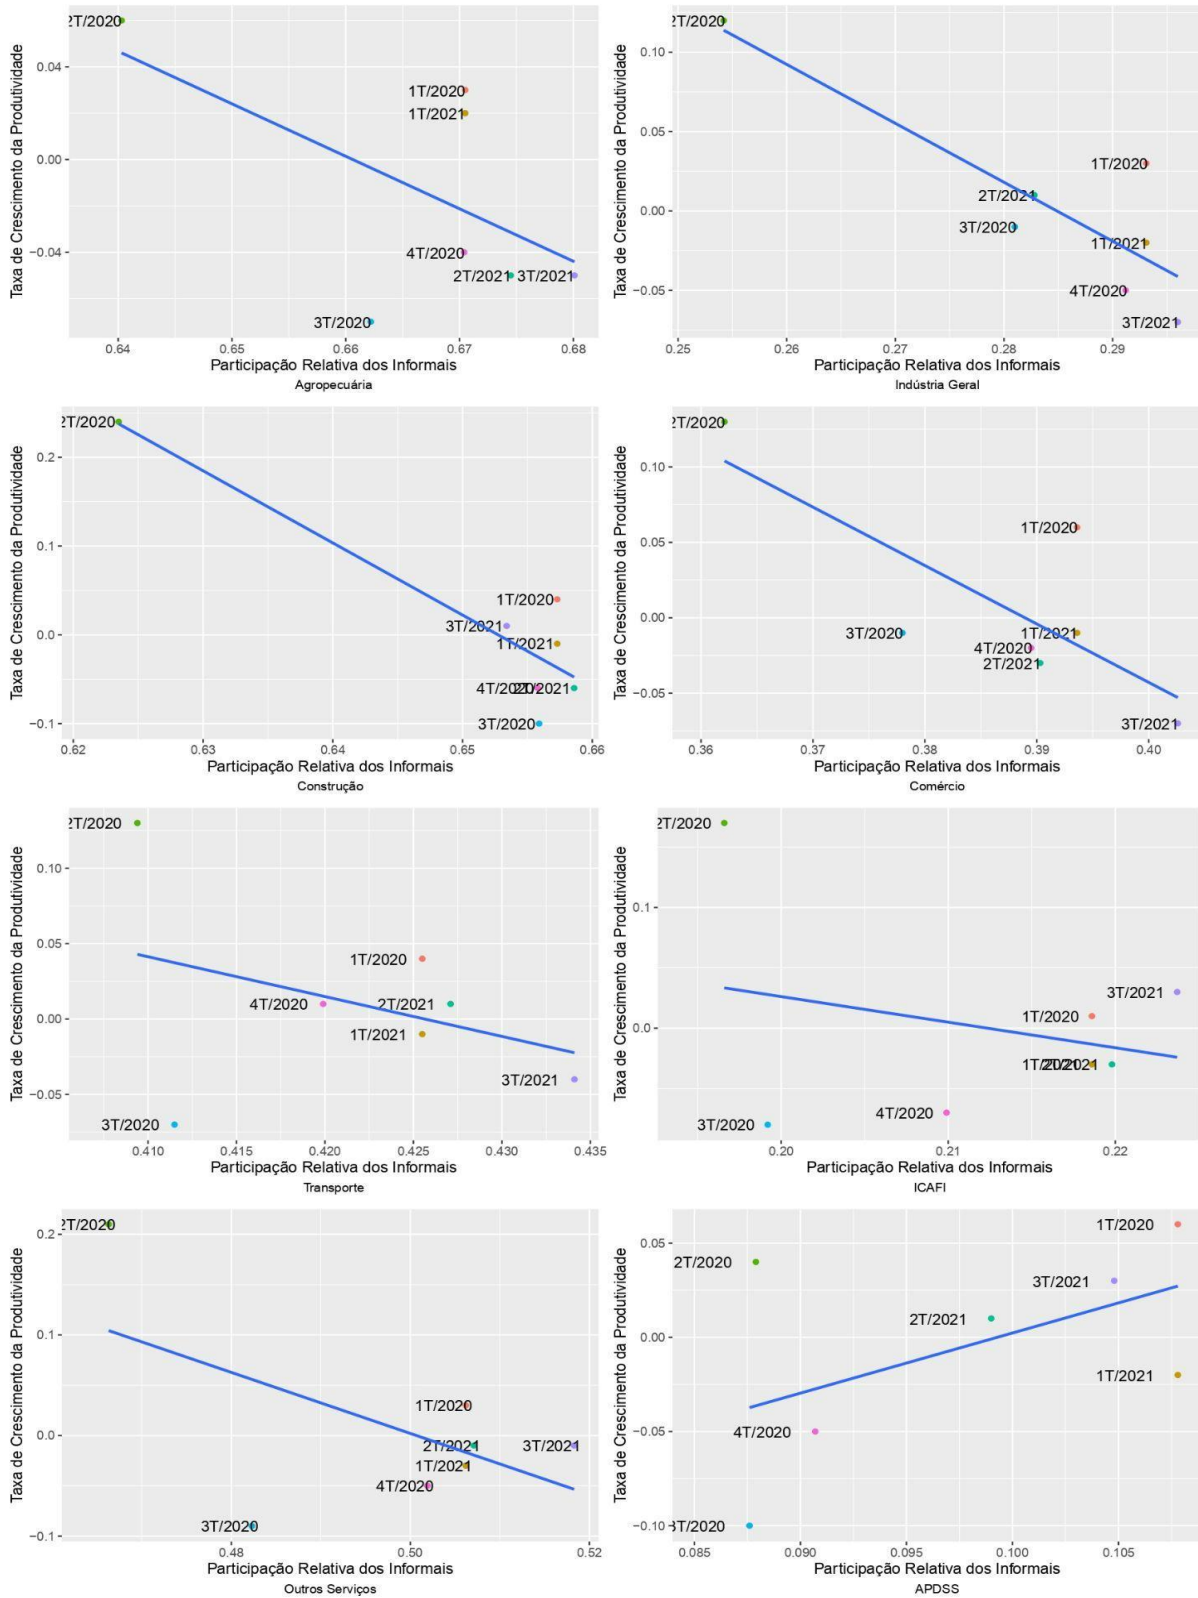 Taxa de Crescimento da Produtividade
0.04
0.00
−0.04
2T/2020
1T/2020
1T/2021
4T/2020
2T/2021
3T/2021
3T/2020
0.64
0.65
0.66
0.67
0.68
Participação Relativa dos Informais
Agropecuária
Taxa de Crescimento da Produtividade
0.10
0.05
0.00
−0.05
2T/2020
1T/2020
2T/2021
3T/2020
1T/2021
4T/2020
3T/2021
0.25
0.26
0.27
0.28
0.29
Participação Relativa dos Informais
Indústria Geral
Taxa de Crescimento da Produtividade
0.2
0.1
0.0
−0.1
2T/2020
1T/2020
3T/2021
1T/2021
4T/2020
2T/2021
3T/2020
0.62
0.63
0.64
0.65
0.66
Participação Relativa dos Informais
Construção
Taxa de Crescimento da Produtividade
0.10
0.05
0.00
−0.05
2T/2020
1T/2020
3T/2020
1T/2021
4T/2020
2T/2021
3T/2021
0.36
0.37
0.38
0.39
0.40
Participação Relativa dos Informais
Comércio
Taxa de Crescimento da Produtividade
0.10
0.05
0.00
−0.05
2T/2020
1T/2020
4T/2020
2T/2021
1T/2021
3T/2021
3T/2020
0.410
0.415
0.420
0.425
0.430
0.435
Participação Relativa dos Informais
Transporte
Taxa de Crescimento da Produtividade
0.1
0.0
2T/2020
3T/2021
1T/2020
1T/2021
2T/2021
4T/2020
3T/2020
0.20
0.21
0.22
Participação Relativa dos Informais
ICAFI
Taxa de Crescimento da Produtividade
0.2
0.1
0.0
−0.1
2T/2020
1T/2020
2T/2021
3T/2021
1T/2021
4T/2020
3T/2020
0.48
0.50
0.52
Participação Relativa dos Informais
Outros Serviços
Taxa de Crescimento da Produtividade
0.05
0.00
−0.05
−0.10
1T/2020
2T/2020
3T/2021
2T/2021
1T/2021
4T/2020
3T/2020
0.085
0.090
0.095
0.100
0.105
Participação Relativa dos Informais
APDSS